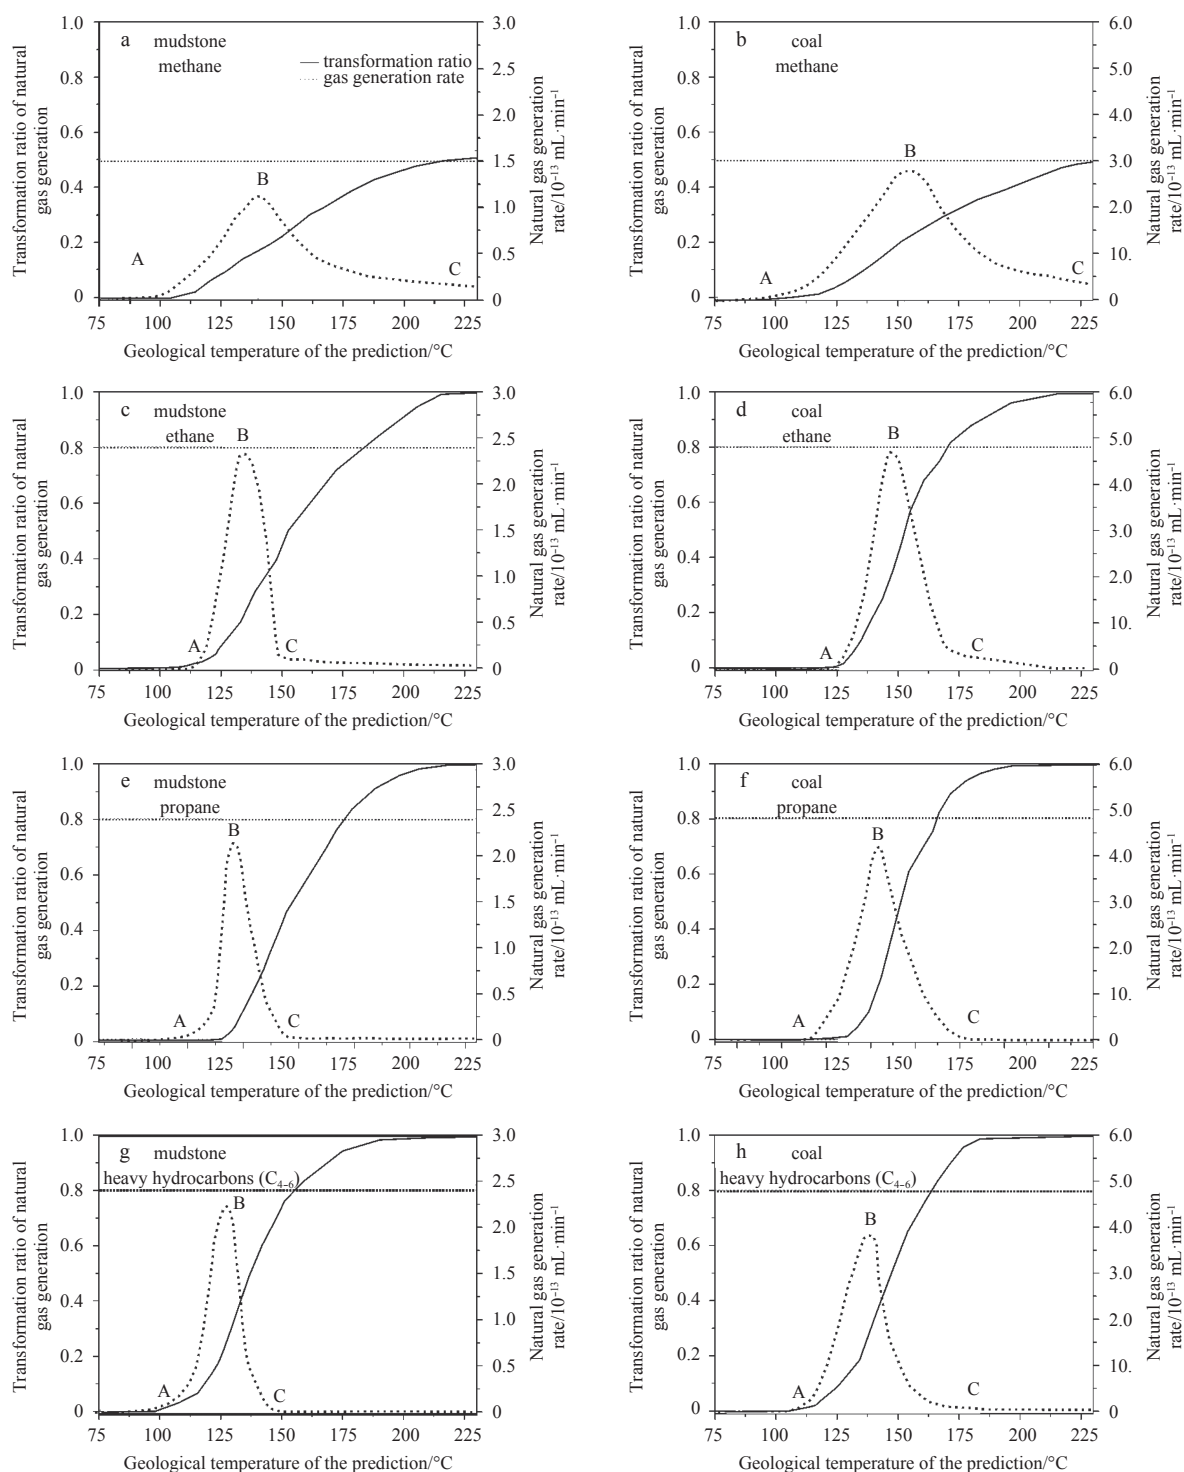 a mudstone
methane
transformation ratio
gas generation rate
Transformation ratio of natural
gas generation
1.0
0.8
0.6
0.4
0.2
0
3.0
2.5
2.0
1.5
1.0
0.5
0
Natural gas generation
rate/10⁻¹³ mL·min⁻¹
A
B
C
75 100 125 150 175 200 225
Geological temperature of the prediction/°C
b coal
methane
Transformation ratio of natural
gas generation
1.0
0.8
0.6
0.4
0.2
0
6.0
5.0
4.0
3.0
2.0
10.
0
Natural gas generation
rate/10⁻¹³ mL·min⁻¹
A
B
C
75 100 125 150 175 200 225
Geological temperature of the prediction/°C
c mudstone
ethane
Transformation ratio of natural
gas generation
1.0
0.8
0.6
0.4
0.2
0
3.0
2.5
2.0
1.5
1.0
0.5
0
Natural gas generation
rate/10⁻¹³ mL·min⁻¹
A
B
C
75 100 125 150 175 200 225
Geological temperature of the prediction/°C
d coal
ethane
Transformation ratio of natural
gas generation
1.0
0.8
0.6
0.4
0.2
0
6.0
5.0
4.0
3.0
2.0
10.
0
Natural gas generation
rate/10⁻¹³ mL·min⁻¹
A
B
C
75 100 125 150 175 200 225
Geological temperature of the prediction/°C
e mudstone
propane
Transformation ratio of natural
gas generation
1.0
0.8
0.6
0.4
0.2
0
3.0
2.5
2.0
1.5
1.0
0.5
0
Natural gas generation
rate/10⁻¹³ mL·min⁻¹
A
B
C
75 100 125 150 175 200 225
Geological temperature of the prediction/°C
f coal
propane
Transformation ratio of natural
gas generation
1.0
0.8
0.6
0.4
0.2
0
6.0
5.0
4.0
3.0
2.0
10.
0
Natural gas generation
rate/10⁻¹³ mL·min⁻¹
A
B
C
75 100 125 150 175 200 225
Geological temperature of the prediction/°C
g mudstone
heavy hydrocarbons (C₄₋₆)
Transformation ratio of natural
gas generation
1.0
0.8
0.6
0.4
0.2
0
3.0
2.5
2.0
1.5
1.0
0.5
0
Natural gas generation
rate/10⁻¹³ mL·min⁻¹
A
B
C
75 100 125 150 175 200 225
Geological temperature of the prediction/°C
h coal
heavy hydrocarbons (C₄₋₆)
Transformation ratio of natural
gas generation
1.0
0.8
0.6
0.4
0.2
0
6.0
5.0
4.0
3.0
2.0
10.
0
Natural gas generation
rate/10⁻¹³ mL·min⁻¹
A
B
C
75 100 125 150 175 200 225
Geological temperature of the prediction/°C